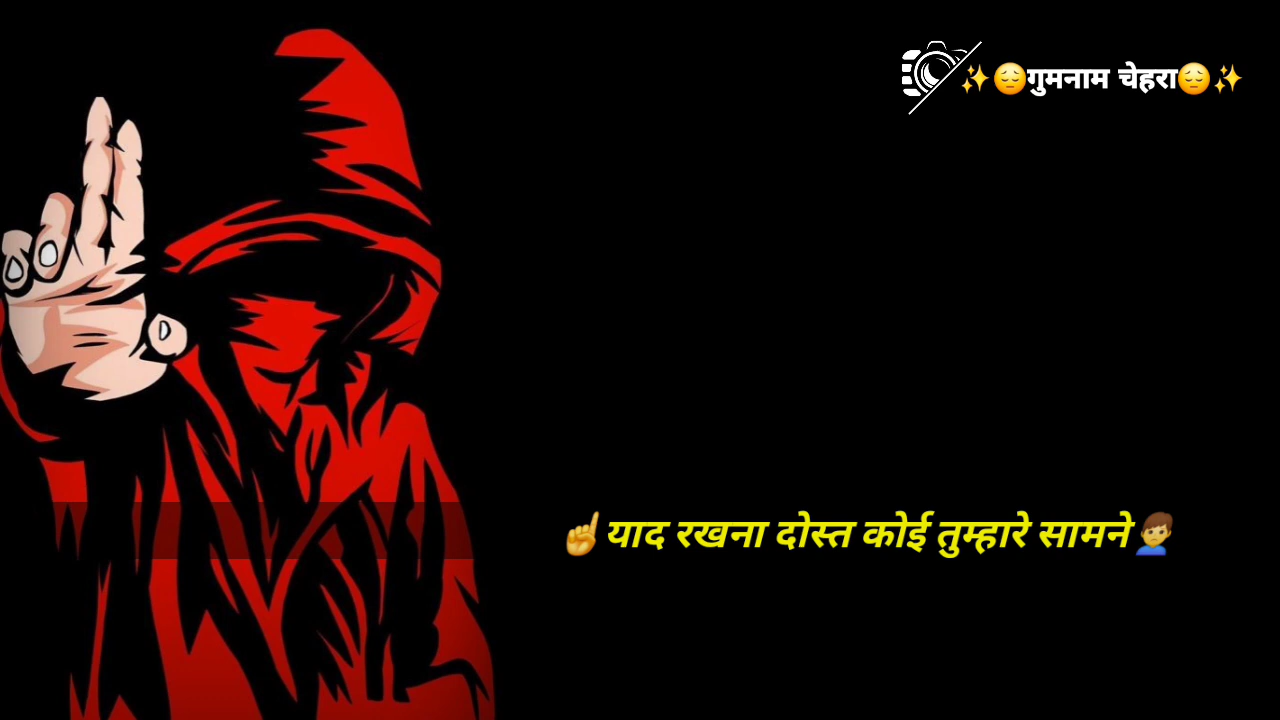 ✨😔गुमनाम चेहरा😔✨
☝️याद रखना दोस्त कोई तुम्हारे सामने🙍‍♂️